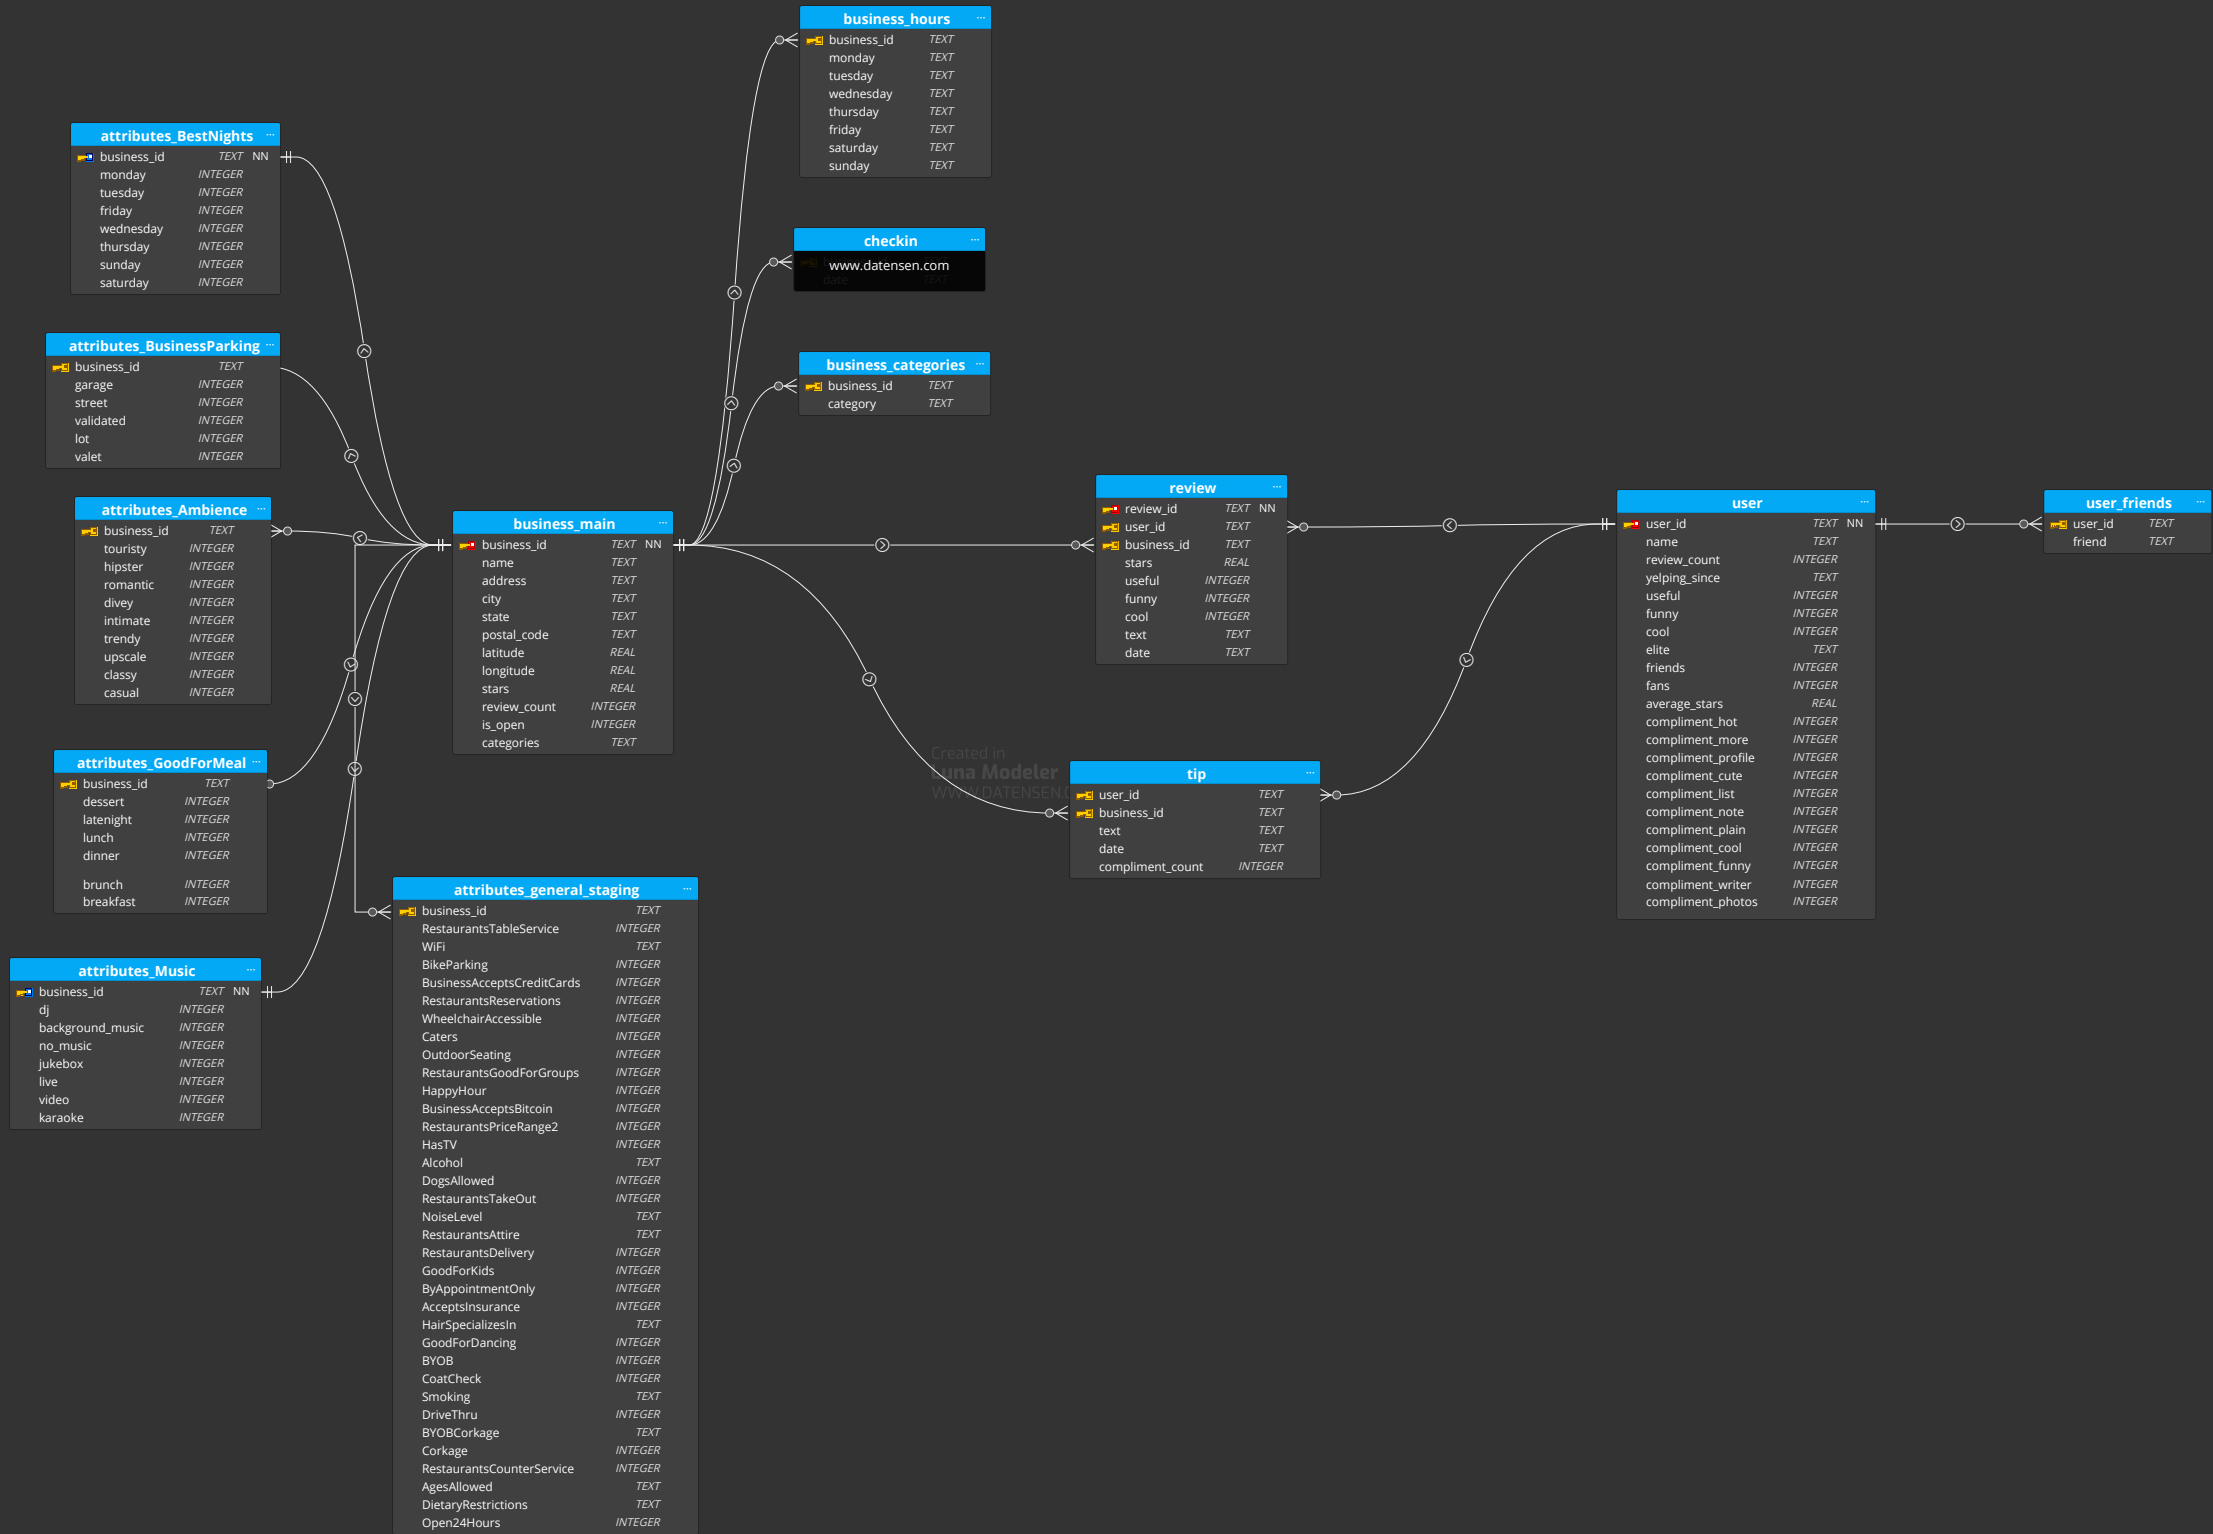 business_hours
business_id TEXT
monday TEXT
tuesday TEXT
wednesday TEXT
thursday TEXT
friday TEXT
saturday TEXT
sunday TEXT
attributes_BestNights
business_id TEXT NN
monday INTEGER
tuesday INTEGER
friday INTEGER
wednesday INTEGER
thursday INTEGER
sunday INTEGER
saturday INTEGER
checkin
www.datensen.com
date TEXT
attributes_BusinessParking
business_id TEXT
garage INTEGER
street INTEGER
validated INTEGER
lot INTEGER
valet INTEGER
business_categories
business_id TEXT
category TEXT
attributes_Ambience
business_id TEXT
touristy INTEGER
hipster INTEGER
romantic INTEGER
divey INTEGER
intimate INTEGER
trendy INTEGER
upscale INTEGER
classy INTEGER
casual INTEGER
business_main
business_id TEXT NN
name TEXT
address TEXT
city TEXT
state TEXT
postal_code TEXT
latitude REAL
longitude REAL
stars REAL
review_count INTEGER
is_open INTEGER
categories TEXT
review
review_id TEXT NN
user_id TEXT
business_id TEXT
stars REAL
useful INTEGER
funny INTEGER
cool INTEGER
text TEXT
date TEXT
user
user_id TEXT NN
name TEXT
review_count INTEGER
yelping_since TEXT
useful INTEGER
funny INTEGER
cool INTEGER
elite TEXT
friends INTEGER
fans INTEGER
average_stars REAL
compliment_hot INTEGER
compliment_more INTEGER
compliment_profile INTEGER
compliment_cute INTEGER
compliment_list INTEGER
compliment_note INTEGER
compliment_plain INTEGER
compliment_cool INTEGER
compliment_funny INTEGER
compliment_writer INTEGER
compliment_photos INTEGER
user_friends
user_id TEXT
friend TEXT
Created in
Luna Modeler
WWW.DATENSEN.C
tip
user_id TEXT
business_id TEXT
text TEXT
date TEXT
compliment_count INTEGER
attributes_GoodForMeal
business_id TEXT
dessert INTEGER
latenight INTEGER
lunch INTEGER
dinner INTEGER
brunch INTEGER
breakfast INTEGER
attributes_Music
business_id TEXT NN
dj INTEGER
background_music INTEGER
no_music INTEGER
jukebox INTEGER
live INTEGER
video INTEGER
karaoke INTEGER
attributes_general_staging
business_id TEXT
RestaurantsTableService INTEGER
WiFi TEXT
BikeParking INTEGER
BusinessAcceptsCreditCards INTEGER
RestaurantsReservations INTEGER
WheelchairAccessible INTEGER
Caters INTEGER
OutdoorSeating INTEGER
RestaurantsGoodForGroups INTEGER
HappyHour INTEGER
BusinessAcceptsBitcoin INTEGER
RestaurantsPriceRange2 INTEGER
HasTV INTEGER
Alcohol TEXT
DogsAllowed INTEGER
RestaurantsTakeOut INTEGER
NoiseLevel TEXT
RestaurantsAttire TEXT
RestaurantsDelivery INTEGER
GoodForKids INTEGER
ByAppointmentOnly INTEGER
AcceptsInsurance INTEGER
HairSpecializesIn TEXT
GoodForDancing INTEGER
BYOB INTEGER
CoatCheck INTEGER
Smoking TEXT
DriveThru INTEGER
BYOBCorkage TEXT
Corkage INTEGER
RestaurantsCounterService INTEGER
AgesAllowed TEXT
DietaryRestrictions TEXT
Open24Hours INTEGER